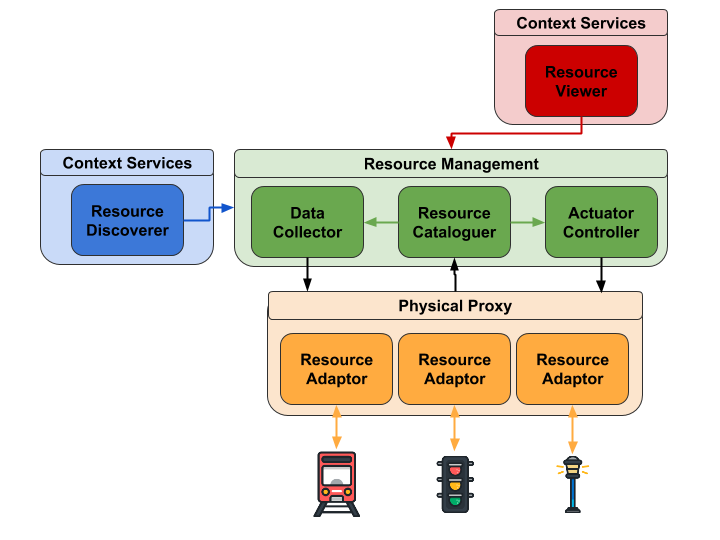 Context Services
Resource
Viewer
Context Services
Resource
Discoverer
Resource Management
Data
Collector
Resource
Cataloguer
Actuator
Controller
Physical Proxy
Resource
Adaptor
Resource
Adaptor
Resource
Adaptor